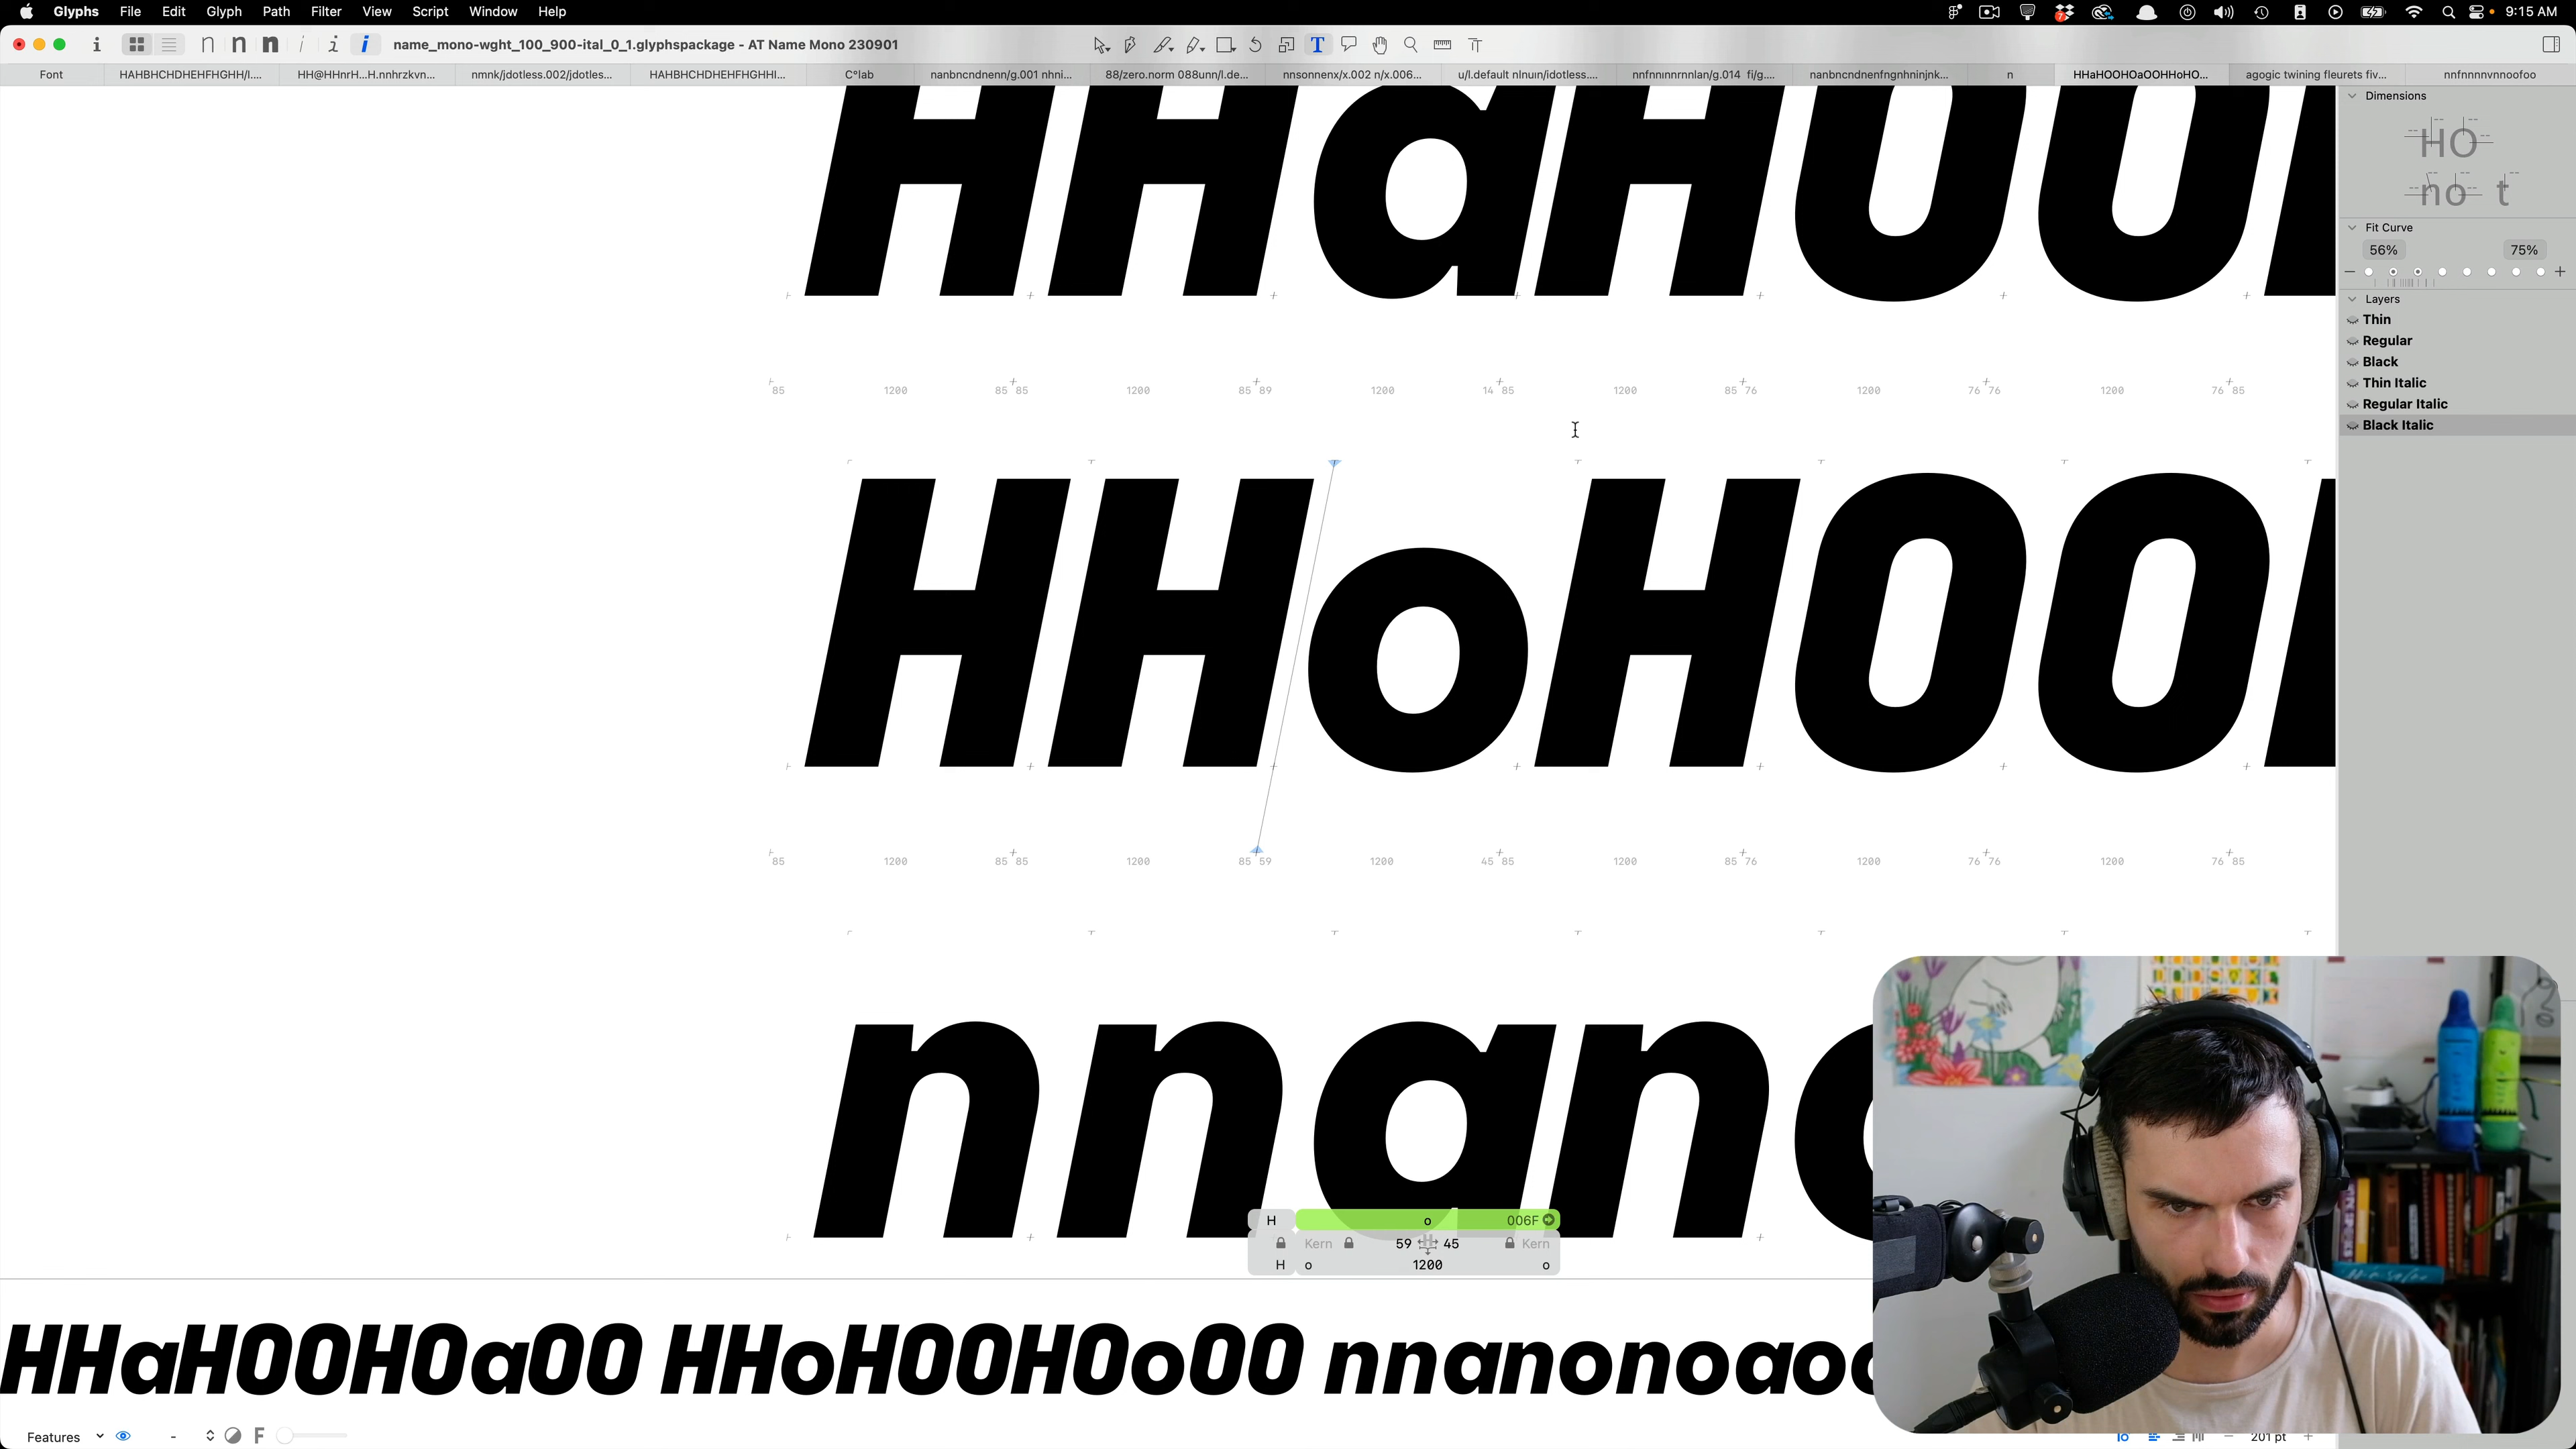 Glyphs File Edit Glyph Path Filter View Script Window Help 9:15 AM
name_mono-wght_100_900-ital_0_1.glyphspackage - AT Name Mono 230901
Font HAHBHCHDHEHFHGHH/l.... HH@HHnrH...H.nnhrzkvn... nmnk/jdotless.002/jdotles... HAHBHCHDHEHFHGHHI... C°lab nanbncndnenn/g.001 nhni... 88/zero.norm 088unn/l.de... nnsonnenx/x.002 n/x.006... u/l.default nlnuın/idotless.... nnfnnınnrnnlan/g.014 fi/g.... nanbncndnenfngnhninjnk... n HHaHOOHOaOOHHoHO... agogic twining fleurets fiv... nnfnnnnvnnoofoo
Dimensions
HO
no t
Fit Curve
56% 75%
Layers
Thin
Regular
Black
Thin Italic
Regular Italic
Black Italic
HHaHOO
85 1200 85 85 1200 85 89 1200 14 85 1200 85 76 1200 76 76 1200 76 85
HHoHOO
85 1200 85 85 1200 85 59 1200 45 85 1200 85 76 1200 76 76 1200 76 85
nnan
H o 006F
Kern 59 45 Kern
H o 1200 o
HHaHOOHOaOO HHoHOOHOoOO nnanonoao
Features - F 201 pt